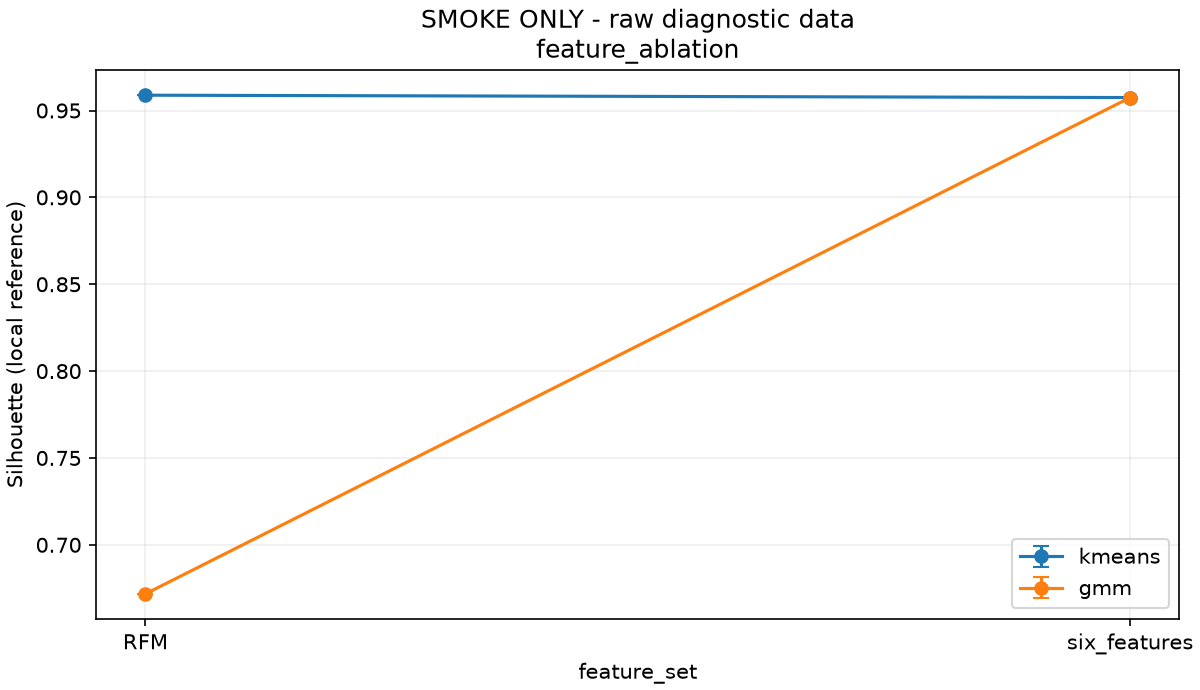 SMOKE ONLY - raw diagnostic data
feature_ablation
Silhouette (local reference)
0.95
0.90
0.85
0.80
0.75
0.70
kmeans
gmm
RFM
six_features
feature_set